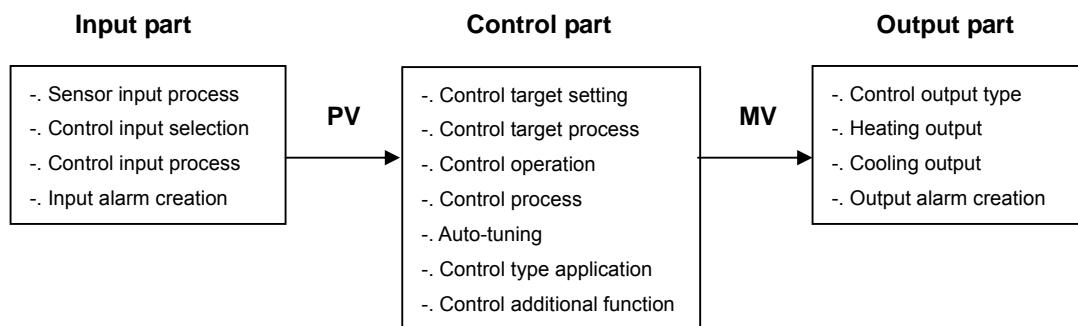 Input part
-. Sensor input process
-. Control input selection
-. Control input process
-. Input alarm creation
PV
Control part
-. Control target setting
-. Control target process
-. Control operation
-. Control process
-. Auto-tuning
-. Control type application
-. Control additional function
MV
Output part
-. Control output type
-. Heating output
-. Cooling output
-. Output alarm creation